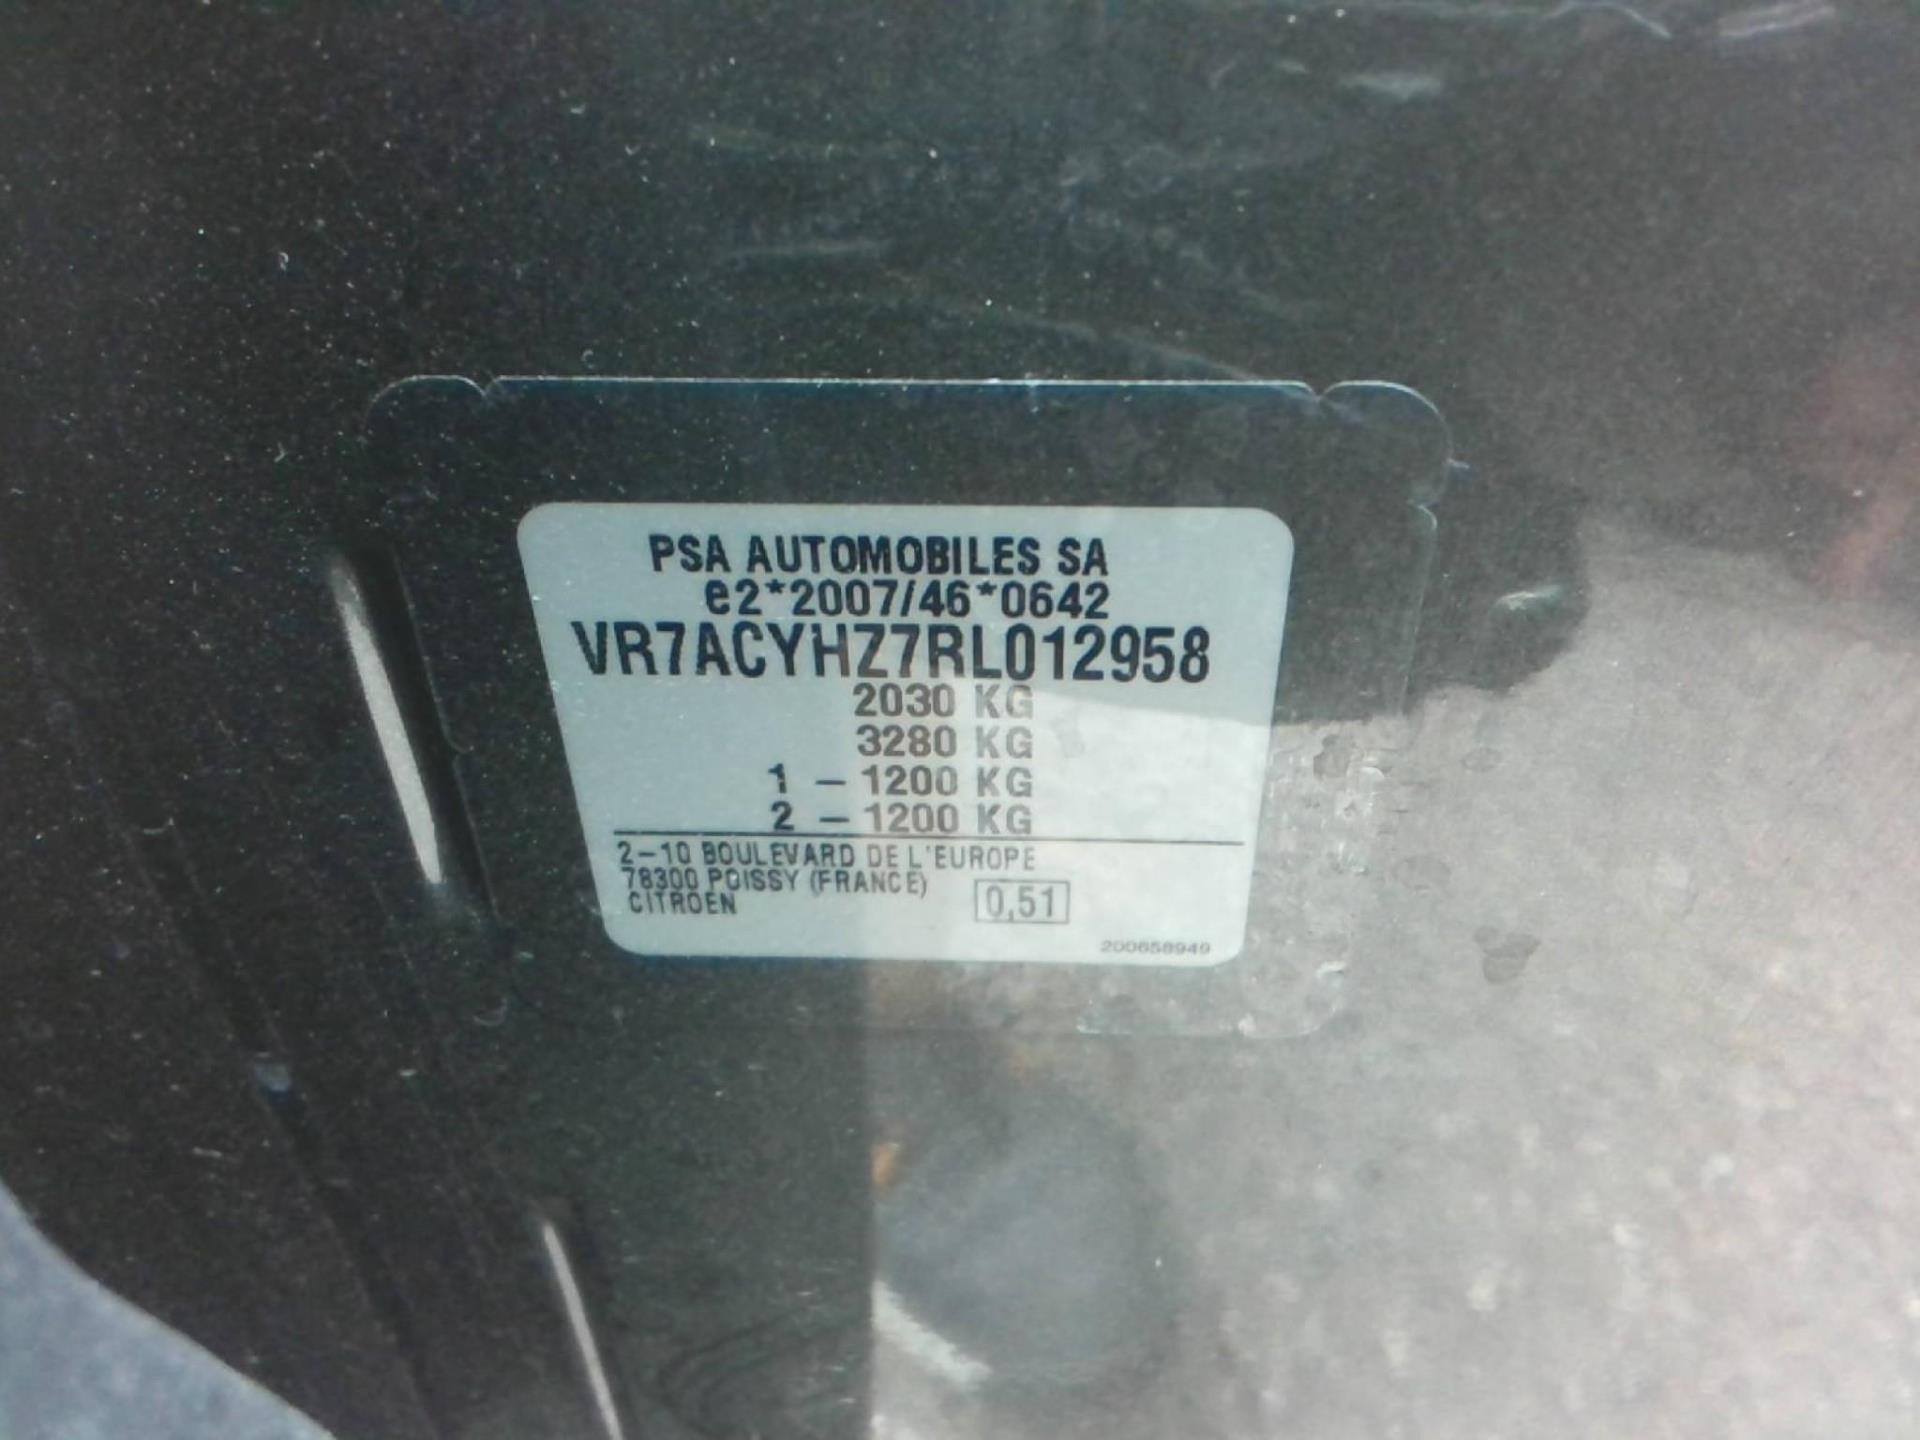 PSA AUTOMOBILES SA
e2*2007/46*0642
VR7ACYHZ7RL012958
2030 KG
3280 KG
1 - 1200 KG
2 - 1200 KG
2-10 BOULEVARD DE L'EUROPE
78300 POISSY (FRANCE)
CITROEN
0,51
200658949